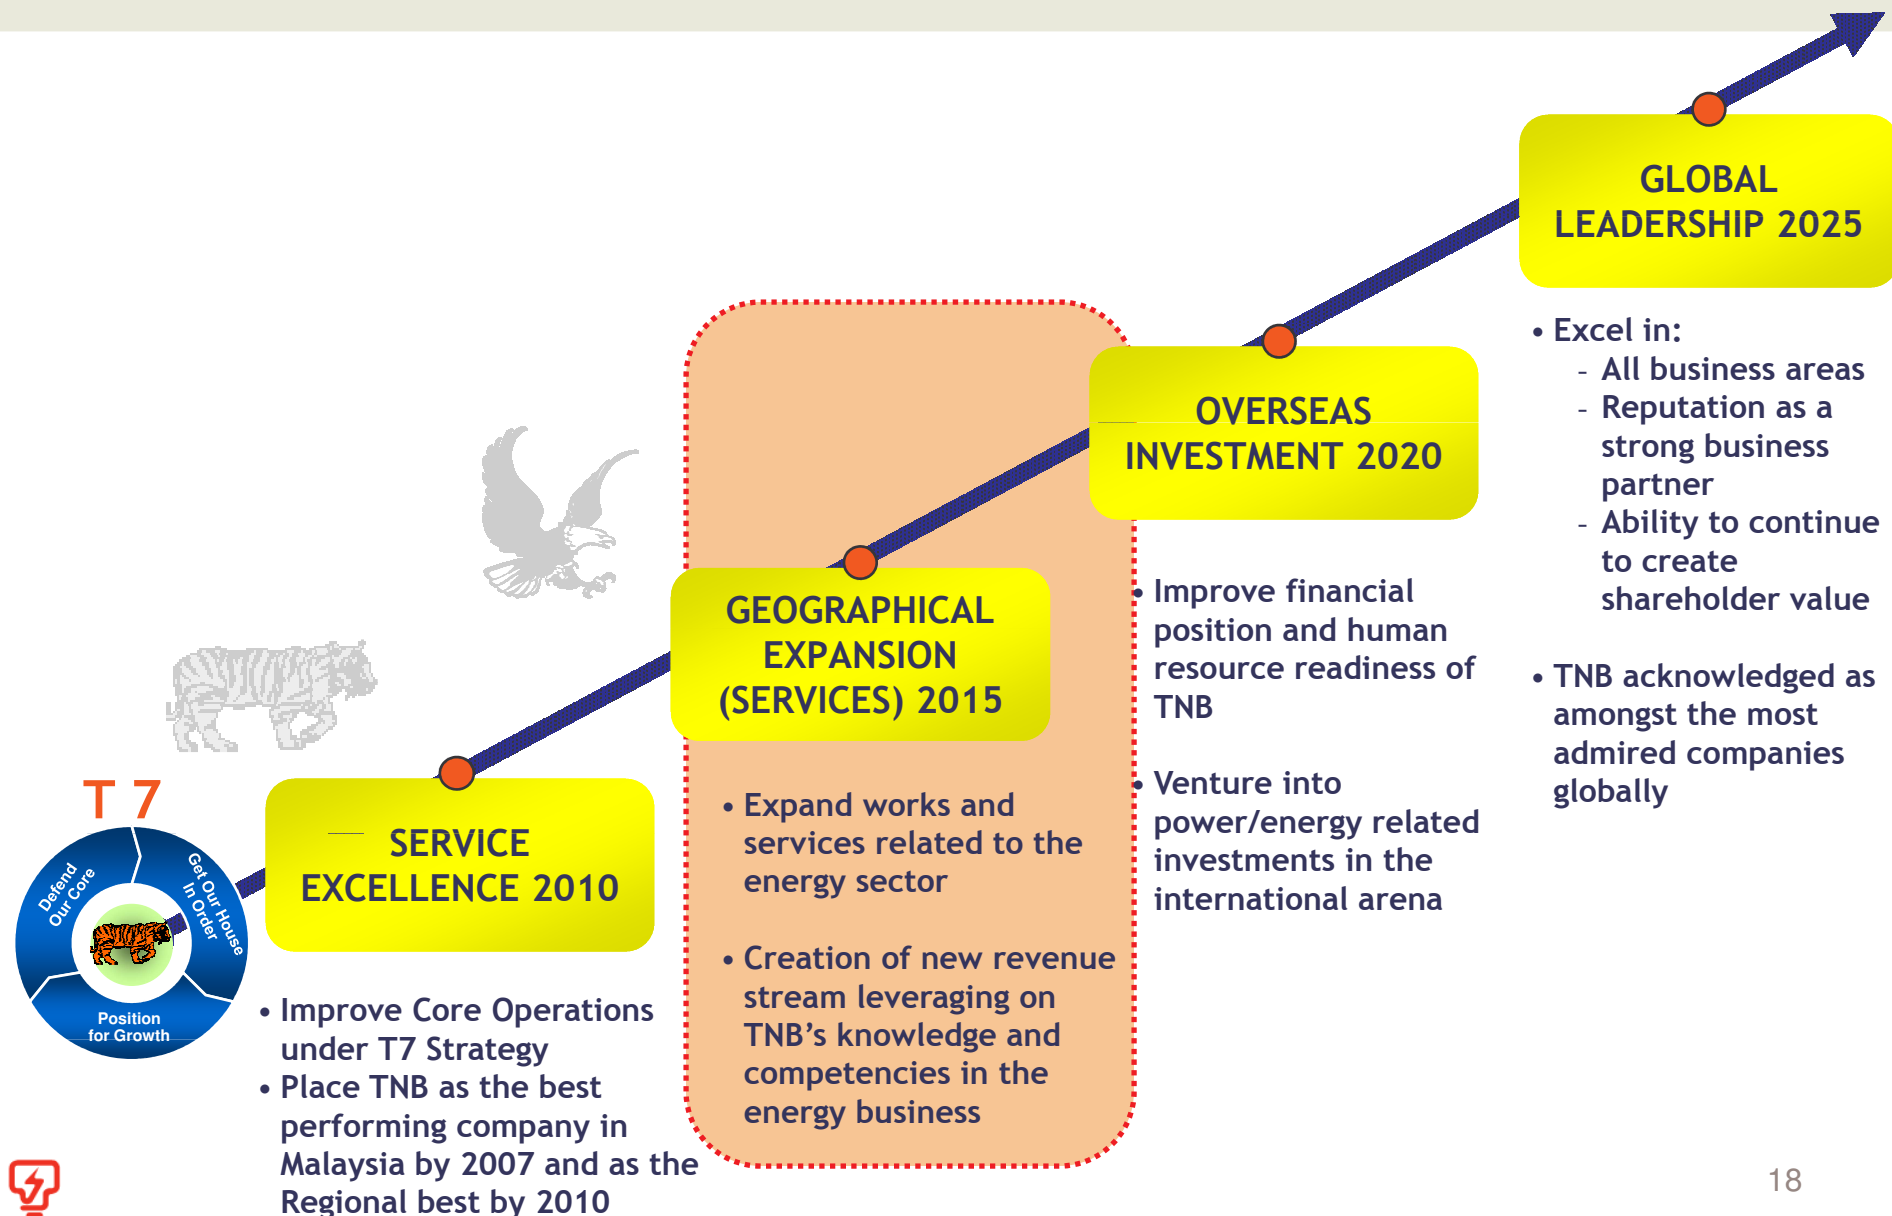 T 7
Defend
Our Core
Get Our House
In Order
Position
for Growth
SERVICE
EXCELLENCE 2010
• Improve Core Operations
under T7 Strategy
• Place TNB as the best
performing company in
Malaysia by 2007 and as the
Regional best by 2010
GEOGRAPHICAL
EXPANSION
(SERVICES) 2015
• Expand works and
services related to the
energy sector
• Creation of new revenue
stream leveraging on
TNB’s knowledge and
competencies in the
energy business
OVERSEAS
INVESTMENT 2020
• Improve financial
position and human
resource readiness of
TNB
• Venture into
power/energy related
investments in the
international arena
GLOBAL
LEADERSHIP 2025
• Excel in:
- All business areas
- Reputation as a
strong business
partner
- Ability to continue
to create
shareholder value
• TNB acknowledged as
amongst the most
admired companies
globally
18